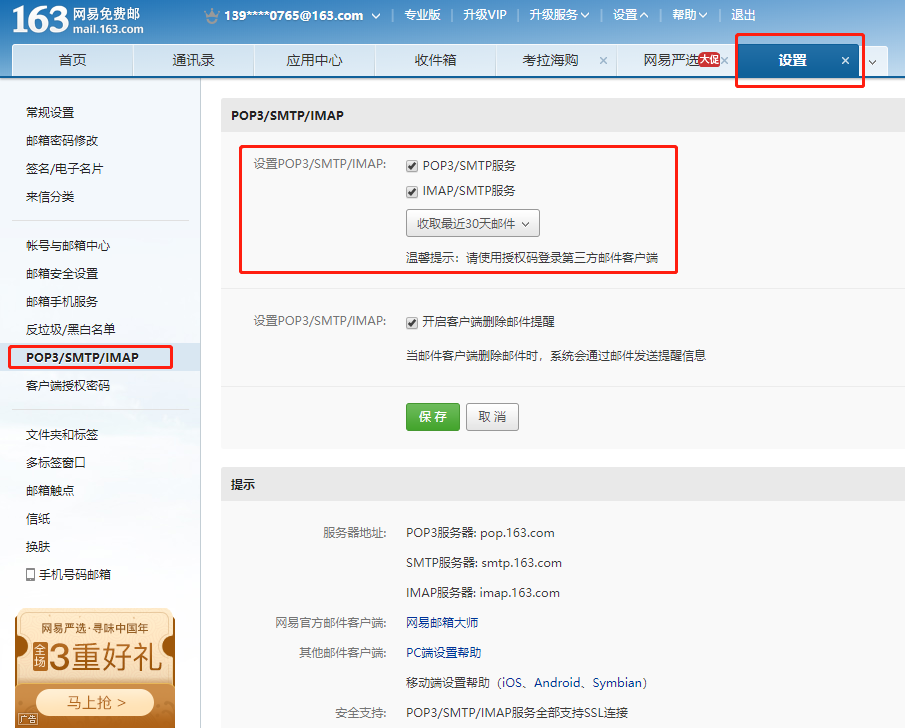 163 网易免费邮
mail.163.com
139****0765@163.com 专业版 升级VIP 升级服务 设置 帮助 退出
首页 通讯录 应用中心 收件箱 考拉海购 × 网易严选 大促 × 设置 ×
常规设置
邮箱密码修改
签名/电子名片
来信分类
帐号与邮箱中心
邮箱安全设置
邮箱手机服务
反垃圾/黑白名单
POP3/SMTP/IMAP
客户端授权密码
文件夹和标签
多标签窗口
邮箱触点
信纸
换肤
手机号码邮箱
网易严选·寻味中国年
全场 3重好礼
马上抢 >
广告
POP3/SMTP/IMAP
设置POP3/SMTP/IMAP: POP3/SMTP服务
IMAP/SMTP服务
收取最近30天邮件
温馨提示：请使用授权码登录第三方邮件客户端
设置POP3/SMTP/IMAP: 开启客户端删除邮件提醒
当邮件客户端删除邮件时，系统会通过邮件发送提醒信息
保 存 取 消
提示
服务器地址: POP3服务器: pop.163.com
SMTP服务器: smtp.163.com
IMAP服务器: imap.163.com
网易官方邮件客户端: 网易邮箱大师
其他邮件客户端: PC端设置帮助
移动端设置帮助（iOS、Android、Symbian）
安全支持: POP3/SMTP/IMAP服务全部支持SSL连接